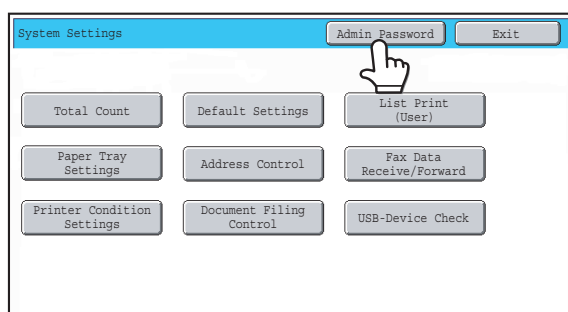 System Settings
Admin Password
Exit
Total Count
Default Settings
List Print
(User)
Paper Tray
Settings
Address Control
Fax Data
Receive/Forward
Printer Condition
Settings
Document Filing
Control
USB-Device Check